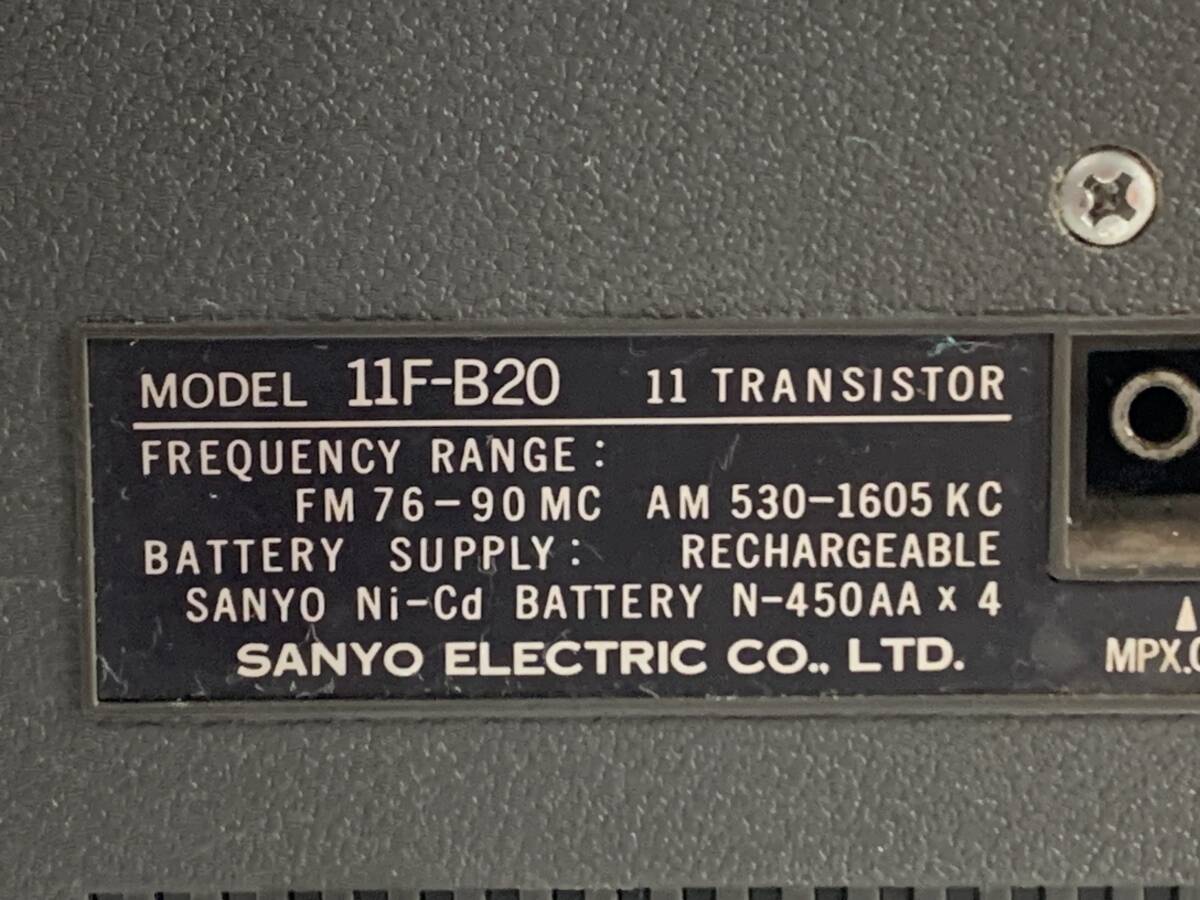 MODEL 11F-B20 11 TRANSISTOR
FREQUENCY RANGE :
FM 76-90 MC AM 530-1605 KC
BATTERY SUPPLY : RECHARGEABLE
SANYO Ni-Cd BATTERY N-450AA x 4
SANYO ELECTRIC CO., LTD.
MPX.